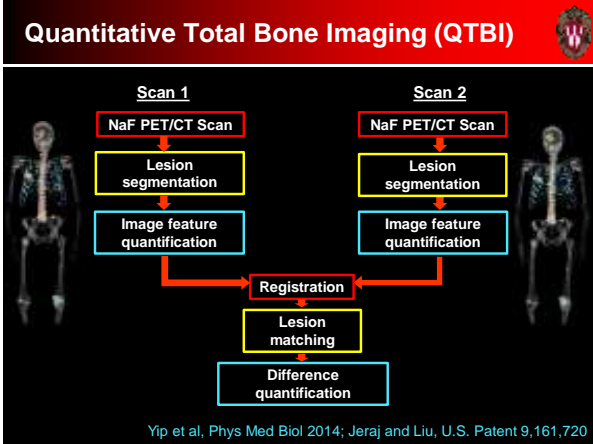 Quantitative Total Bone Imaging (QTBI)
Scan 1
Scan 2
NaF PET/CT Scan
NaF PET/CT Scan
Lesion
segmentation
Lesion
segmentation
Image feature
quantification
Image feature
quantification
Registration
Lesion
matching
Difference
quantification
Yip et al, Phys Med Biol 2014; Jeraj and Liu, U.S. Patent 9,161,720